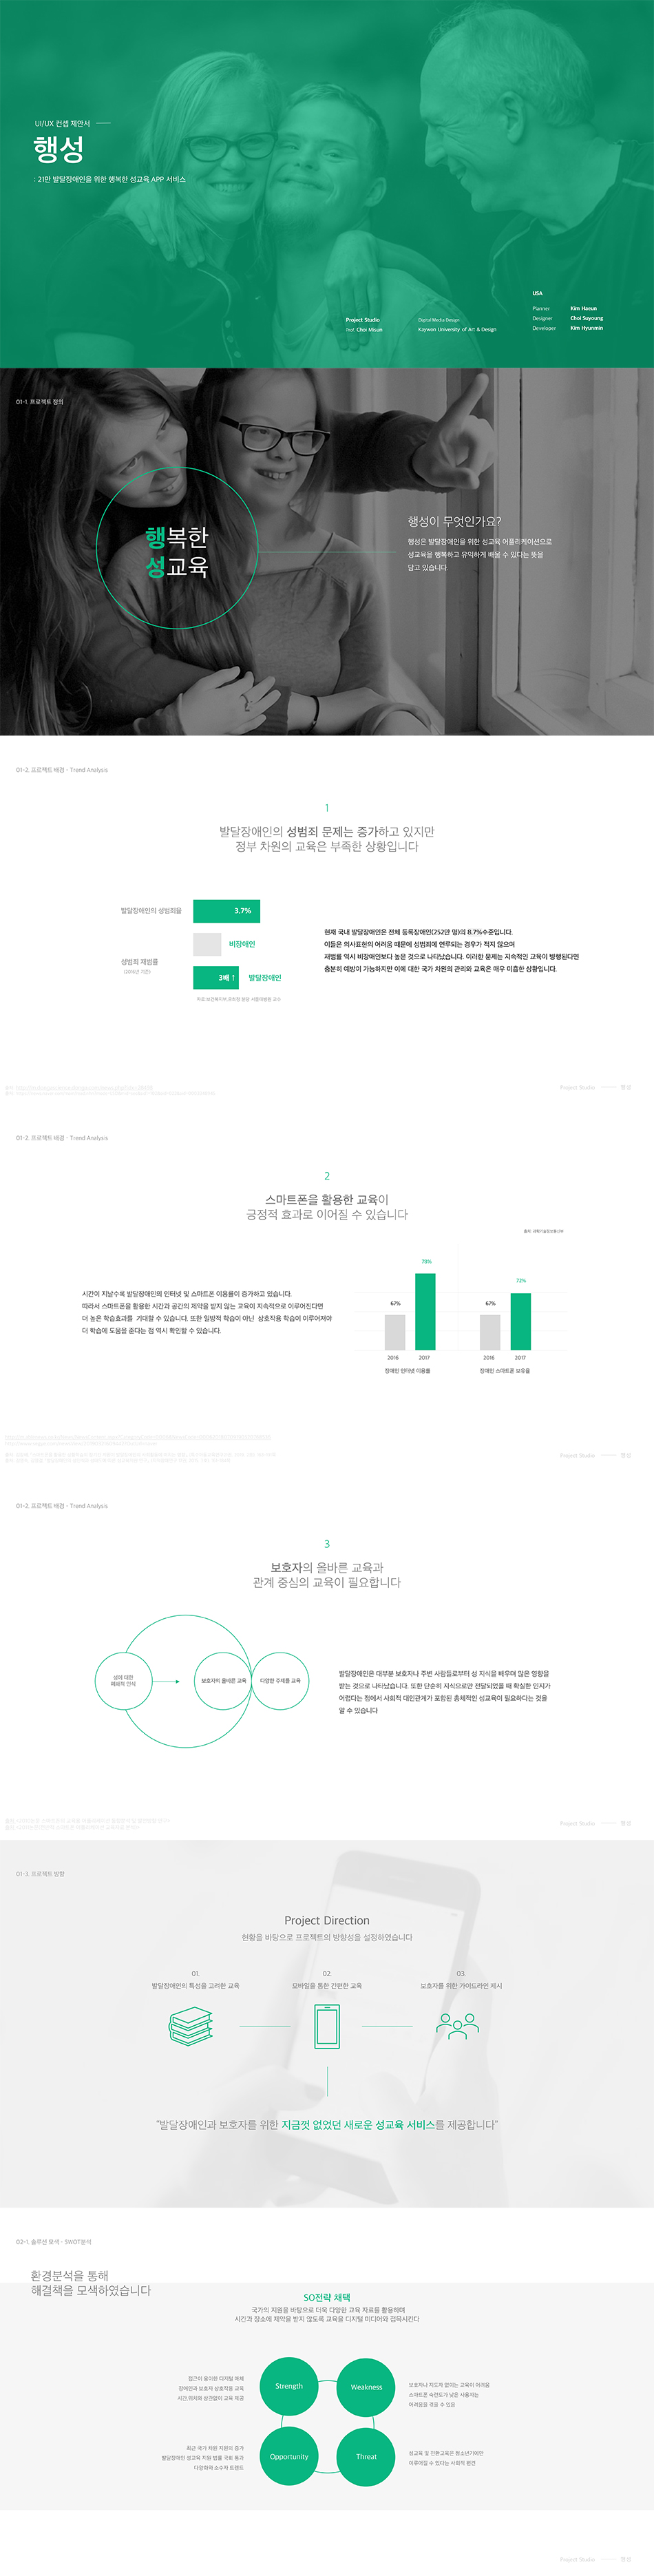 UI/UX 컨셉 제안서
행성
: 21만 발달장애인을 위한 행복한 성교육 APP 서비스
USA
Planner Kim Haeun
Designer Choi Suyoung
Developer Kim Hyunmin
Project Studio
Prof. Choi Misun
Digital Media Design
Kaywon University of Art & Design
01-1. 프로젝트 정의
행복한
성교육
행성이 무엇인가요?
행성은 발달장애인을 위한 성교육 어플리케이션으로
성교육을 행복하고 유익하게 배울 수 있다는 뜻을
담고 있습니다.
01-2. 프로젝트 배경 - Trend Analysis
1
발달장애인의 성범죄 문제는 증가하고 있지만
정부 차원의 교육은 부족한 상황입니다
발달장애인의 성범죄율
3.7%
비장애인
성범죄 재범률
(2016년 기준)
3배 ↑
발달장애인
현재 국내 발달장애인은 전체 등록장애인(252만 명)의 8.7%수준입니다.
이들은 의사표현의 어려움 때문에 성범죄에 연루되는 경우가 적지 않으며
재범률 역시 비장애인보다 높은 것으로 나타났습니다. 이러한 문제는 지속적인 교육이 병행된다면
충분히 예방이 가능하지만 이에 대한 국가 차원의 관리와 교육은 매우 미흡한 상황입니다.
Project Studio 행성
01-2. 프로젝트 배경 - Trend Analysis
2
스마트폰을 활용한 교육이
긍정적 효과로 이어질 수 있습니다
출처: 과학기술정보통신부
시간이 지날수록 발달장애인의 인터넷 및 스마트폰 이용률이 증가하고 있습니다.
따라서 스마트폰을 활용한 시간과 공간의 제약을 받지 않는 교육이 지속적으로 이루어진다면
더 높은 학습효과를 기대할 수 있습니다. 또한 일방적 학습이 아닌 상호작용 학습이 이루어져야
더 학습에 도움을 준다는 점 역시 확인할 수 있습니다.
67%
78%
67%
72%
2016 2017 2016 2017
장애인 인터넷 이용률
장애인 스마트폰 보유율
Project Studio 행성
01-2. 프로젝트 배경 - Trend Analysis
3
보호자의 올바른 교육과
관계 중심의 교육이 필요합니다
성에 대한
폐쇄적 인식
보호자의 올바른 교육
다양한 주제를 교육
발달장애인은 대부분 보호자나 주변 사람들로부터 성 지식을 배우며 많은 영향을
받는 것으로 나타났습니다. 또한 단순히 지식으로만 전달되었을 때 확실한 인지가
어렵다는 점에서 사회적 대인관계가 포함된 총체적인 성교육이 필요하다는 것을
알 수 있습니다
Project Studio 행성
01-3. 프로젝트 방향
Project Direction
현황을 바탕으로 프로젝트의 방향성을 설정하였습니다
01.
발달장애인의 특성을 고려한 교육
02.
모바일을 통한 간편한 교육
03.
보호자를 위한 가이드라인 제시
“발달장애인과 보호자를 위한 지금껏 없었던 새로운 성교육 서비스를 제공합니다”
02-1. 솔루션 탐색 - SWOT분석
환경분석을 통해
해결책을 모색하였습니다
SO전략 채택
국가의 지원을 바탕으로 더욱 다양한 교육 자료를 활용하며
시간과 장소에 제약을 받지 않도록 교육을 디지털 미디어와 접목시킨다
접근이 용이한 디지털 매체
장애인과 보호자 상호작용 교육
시간,위치와 상관없이 교육 제공
Strength
Weakness
보호자나 지도자 없이는 교육이 어려움
스마트폰 숙련도가 낮은 사용자는
어려움을 겪을 수 있음
최근 국가 차원 지원의 증가
발달장애인 성교육 지원 법률 국회 통과
다양화와 소수자 트렌드
Opportunity
Threat
성교육 및 인권교육은 청소년기에만
이루어질 수 있다는 사회적 편견
Project Studio 행성